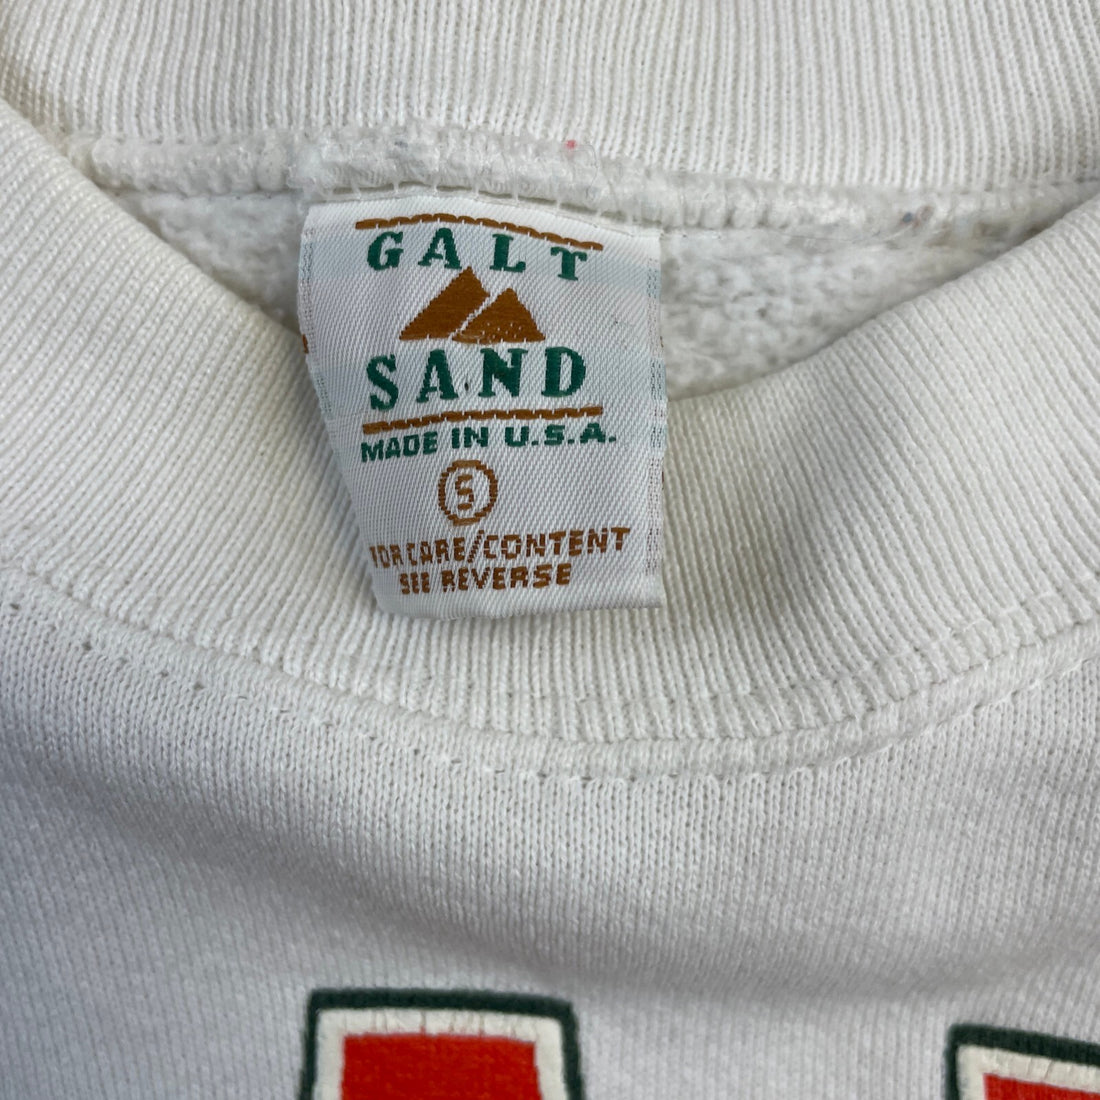 GALT
SAND
MADE IN U.S.A.
S
FOR CARE/CONTENT
SEE REVERSE